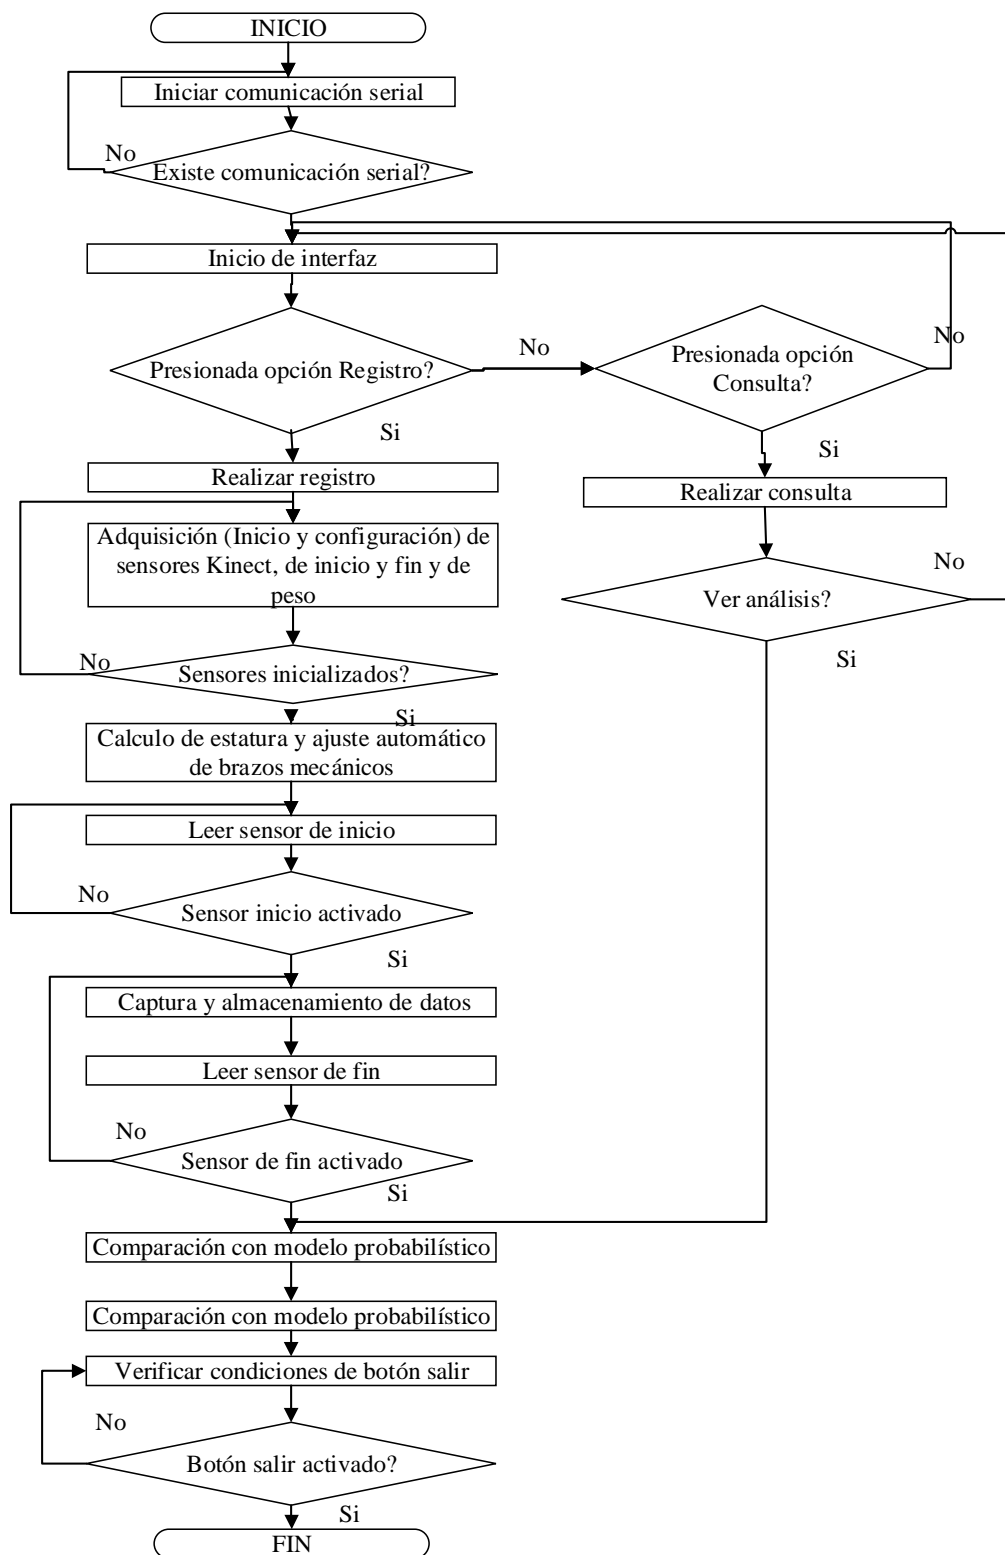 INICIO
Iniciar comunicación serial
No
Existe comunicación serial?
Inicio de interfaz
Presionada opción Registro?
No
Presionada opción
Consulta?
No
Si
Si
Realizar registro
Realizar consulta
Adquisición (Inicio y configuración) de
sensores Kinect, de inicio y fin y de
peso
Ver análisis?
No
Si
No
Sensores inicializados?
Si
Calculo de estatura y ajuste automático
de brazos mecánicos
Leer sensor de inicio
No
Sensor inicio activado
Si
Captura y almacenamiento de datos
Leer sensor de fin
No
Sensor de fin activado
Si
Comparación con modelo probabilístico
Comparación con modelo probabilístico
Verificar condiciones de botón salir
No
Botón salir activado?
Si
FIN